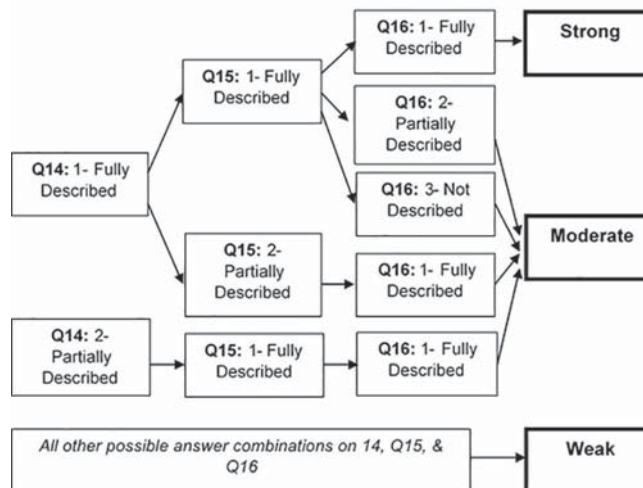 Q16: 1- Fully
Described
Strong
Q15: 1- Fully
Described
Q16: 2-
Partially
Described
Q14: 1- Fully
Described
Q16: 3- Not
Described
Moderate
Q15: 2-
Partially
Described
Q16: 1- Fully
Described
Q14: 2-
Partially
Described
Q15: 1- Fully
Described
Q16: 1- Fully
Described
All other possible answer combinations on 14, Q15, &
Q16
Weak